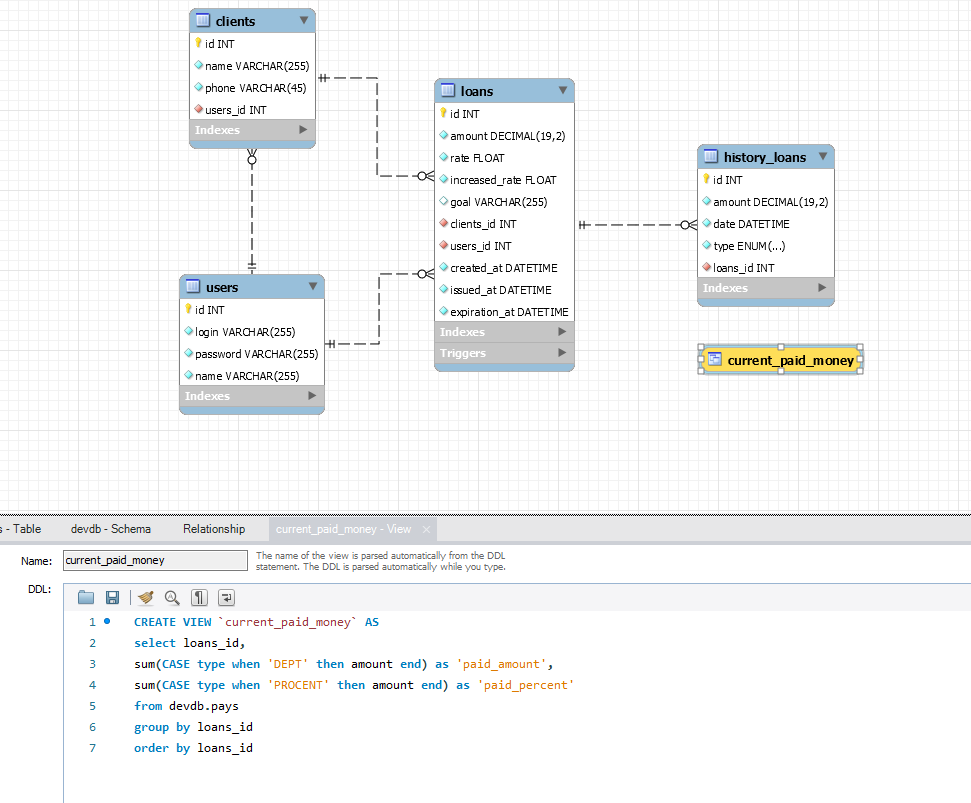 clients
id INT
name VARCHAR(255)
phone VARCHAR(45)
users_id INT
Indexes
loans
id INT
amount DECIMAL(19,2)
rate FLOAT
increased_rate FLOAT
goal VARCHAR(255)
clients_id INT
users_id INT
created_at DATETIME
issued_at DATETIME
expiration_at DATETIME
Indexes
Triggers
history_loans
id INT
amount DECIMAL(19,2)
date DATETIME
type ENUM(...)
loans_id INT
Indexes
users
id INT
login VARCHAR(255)
password VARCHAR(255)
name VARCHAR(255)
Indexes
current_paid_money
s - Table devdb - Schema Relationship current_paid_money - View ×
Name: current_paid_money
The name of the view is parsed automatically from the DDL
statement. The DDL is parsed automatically while you type.
DDL:
1 CREATE VIEW `current_paid_money` AS
2 select loans_id,
3 sum(CASE type when 'DEPT' then amount end) as 'paid_amount',
4 sum(CASE type when 'PROCENT' then amount end) as 'paid_percent'
5 from devdb.pays
6 group by loans_id
7 order by loans_id